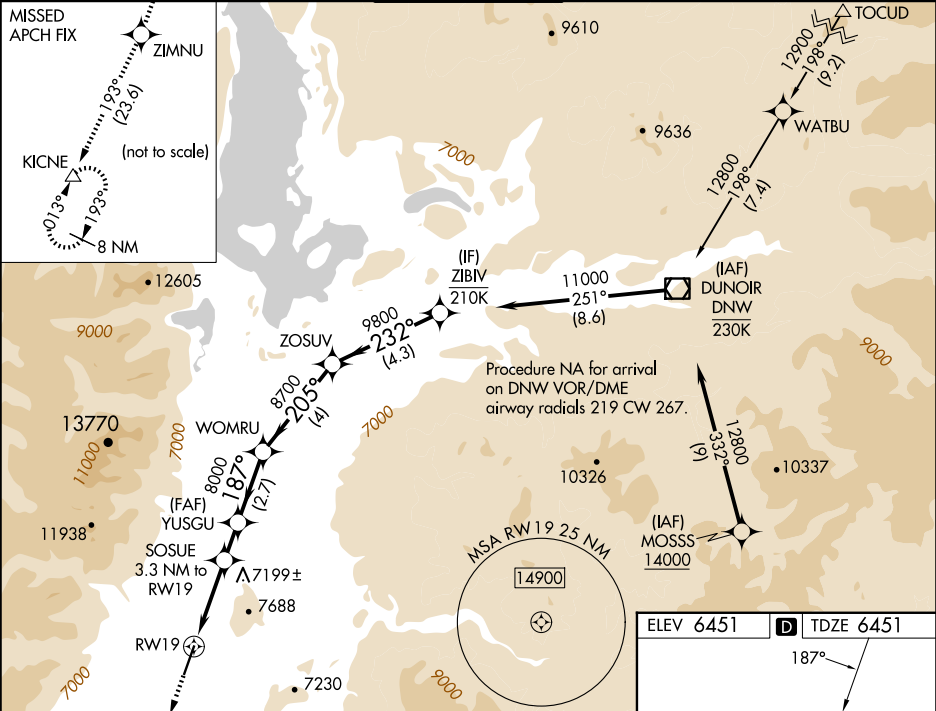 MISSED
APCH FIX
ZIMNU
193°
(23.6)
(not to scale)
KICNE
013°
193°
8 NM
9610
TOCUD
12900
198°
(9.2)
WATBU
9636
7000
12800
198°
(7.4)
12605
(IF)
ZIBIV
210K
11000
251°
(8.6)
(IAF)
DUNOIR
DNW
230K
9000
ZOSUV
9800
232°
(4.3)
9000
Procedure NA for arrival
on DNW VOR/DME
airway radials 219 CW 267.
8700
205°
(4)
13770
11000
7000
7000
WOMRU
12800
332°
(9)
10326
10337
8000
187°
(2.7)
(FAF)
YUSGU
11938
(IAF)
MOSSS
14000
SOSUE
3.3 NM to
RW19
7199±
7688
MSA RW 19 25 NM
14900
RW19
ELEV 6451
D
TDZE 6451
187°
7000
7230
9000